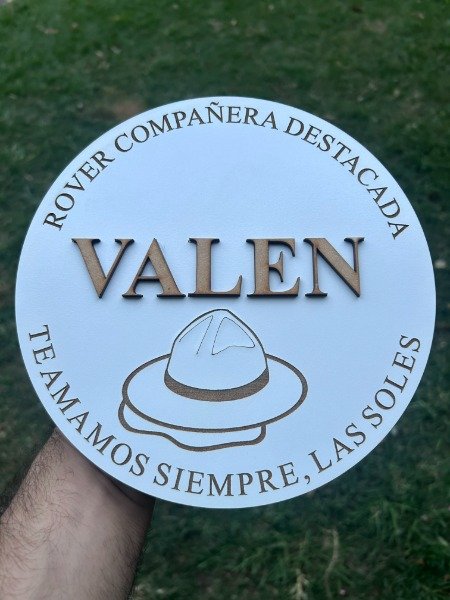 ROVER COMPAÑERA DESTACADA
VALEN
TE AMAMOS SIEMPRE, LAS SOLES